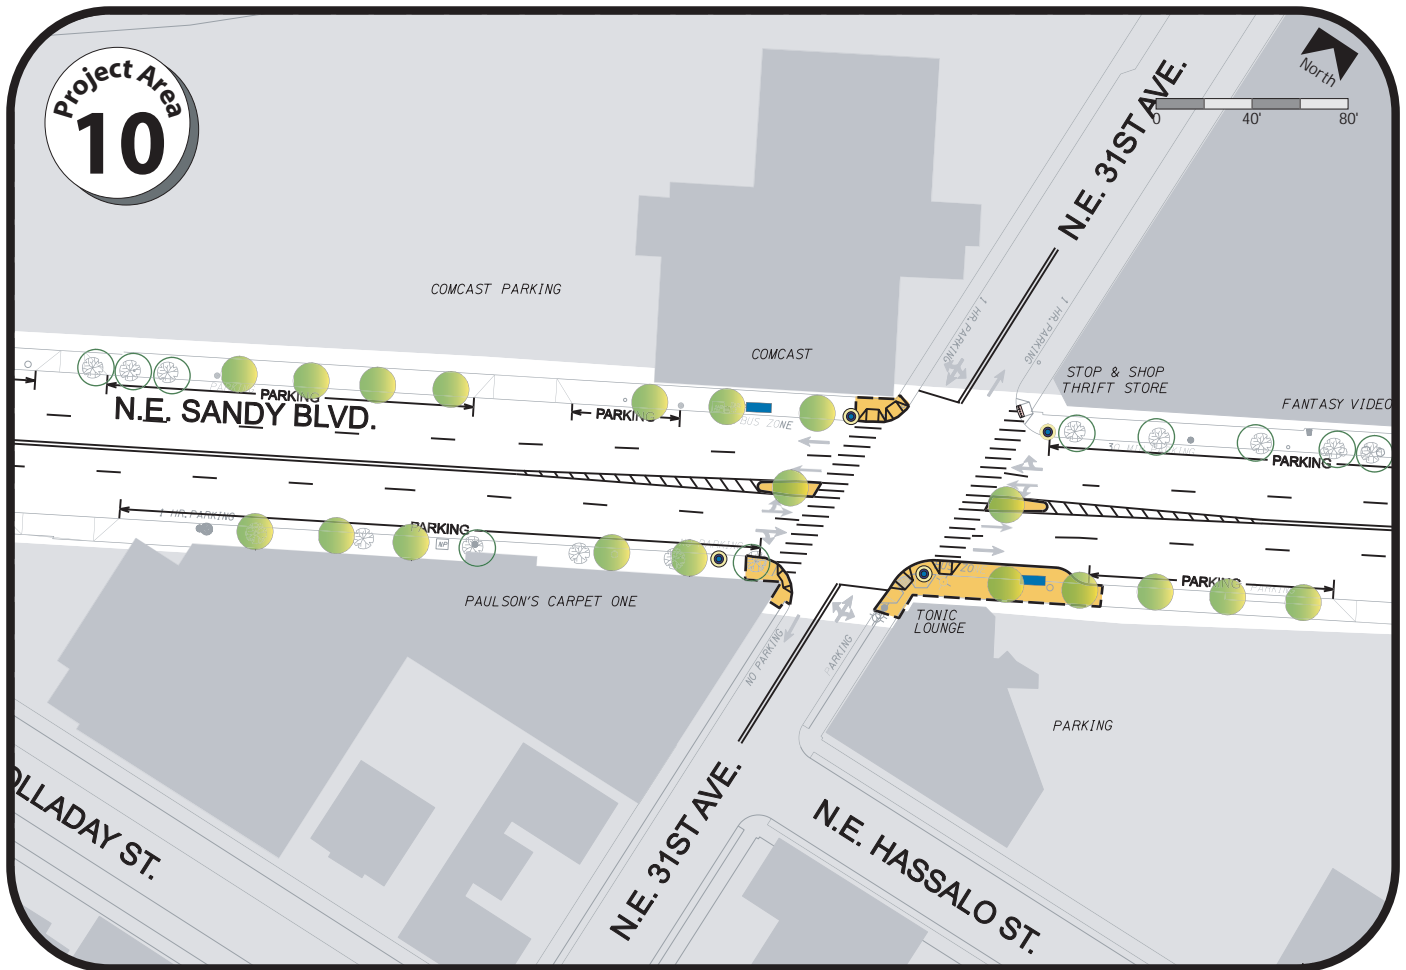 Project Area
10
North
0 40' 80'
N.E. 31ST AVE.
COMCAST PARKING
1 HR.PARKING
1 HR.PARKING
COMCAST
STOP & SHOP
THRIFT STORE
FANTASY VIDEO
PARKING
N.E. SANDY BLVD.
PARKING
BUS ZONE
PARKING
1 HR.PARKING
PARKING
NP
PARKING
PAULSON'S CARPET ONE
TONIC
LOUNGE
NO PARKING
PARKING
PARKING
OLLADAY ST.
N.E. 31ST AVE.
N.E. HASSALO ST.